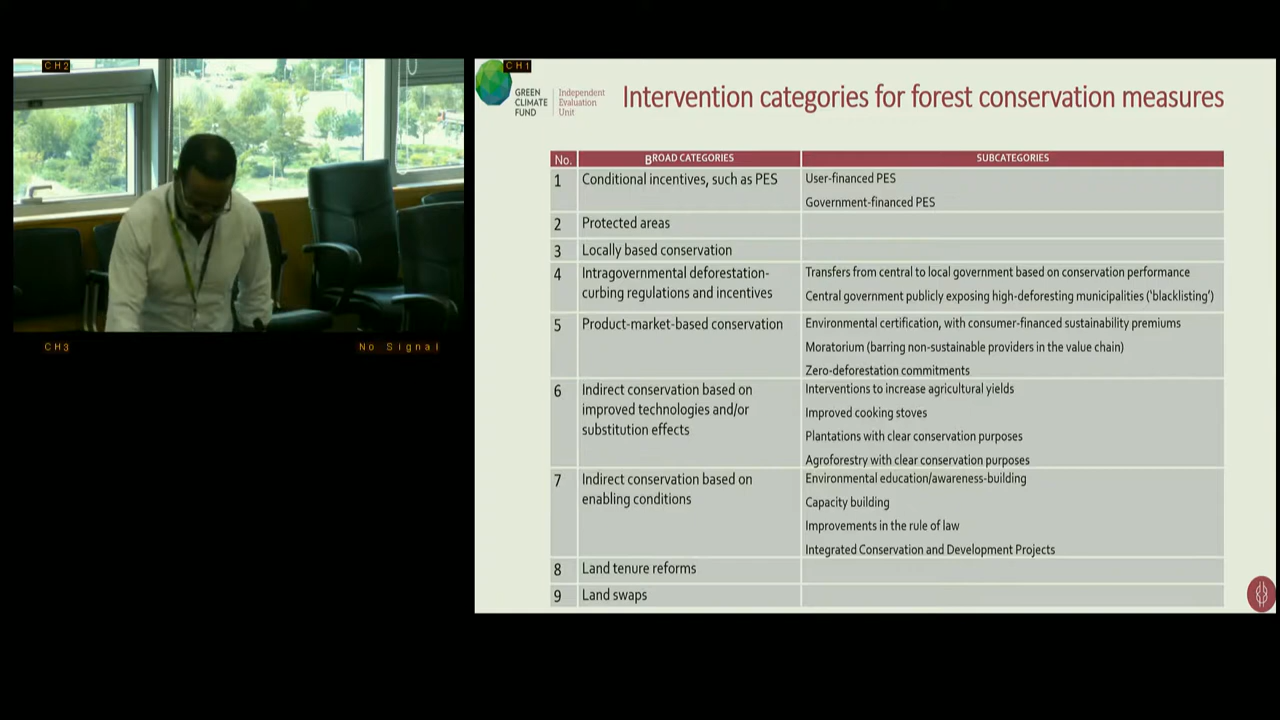 CH2
CH3
No Signal
CH1
GREEN
CLIMATE
FUND
Independent
Evaluation
Unit
Intervention categories for forest conservation measures
No.
BROAD CATEGORIES
SUBCATEGORIES
1
Conditional incentives, such as PES
User-financed PES
Government-financed PES
2
Protected areas
3
Locally based conservation
4
Intragovernmental deforestation-
curbing regulations and incentives
Transfers from central to local government based on conservation performance
Central government publicly exposing high-deforesting municipalities ('blacklisting')
5
Product-market-based conservation
Environmental certification, with consumer-financed sustainability premiums
Moratorium (barring non-sustainable providers in the value chain)
Zero-deforestation commitments
6
Indirect conservation based on
improved technologies and/or
substitution effects
Interventions to increase agricultural yields
Improved cooking stoves
Plantations with clear conservation purposes
Agroforestry with clear conservation purposes
7
Indirect conservation based on
enabling conditions
Environmental education/awareness-building
Capacity building
Improvements in the rule of law
Integrated Conservation and Development Projects
8
Land tenure reforms
9
Land swaps